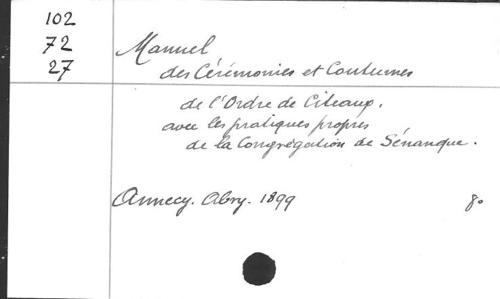 102
72
27
Manuel
des Cérémonies et Coutumes
de l'Ordre de Citeaux,
avec les pratiques propres
de la Congrégation de Sénanque.
Annecy. Abry. 1899 8°